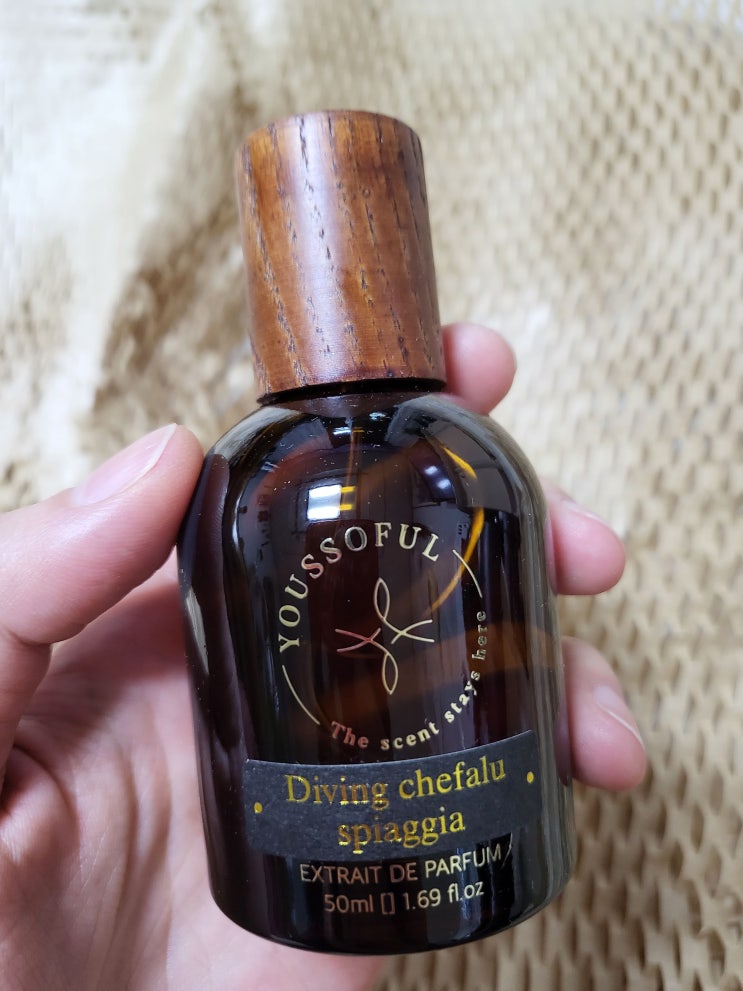 YOUSSOFUL
The scent stays here
Diving chefalu
spiaggia
EXTRAIT DE PARFUM
50ml ▯ 1.69 fl.oz